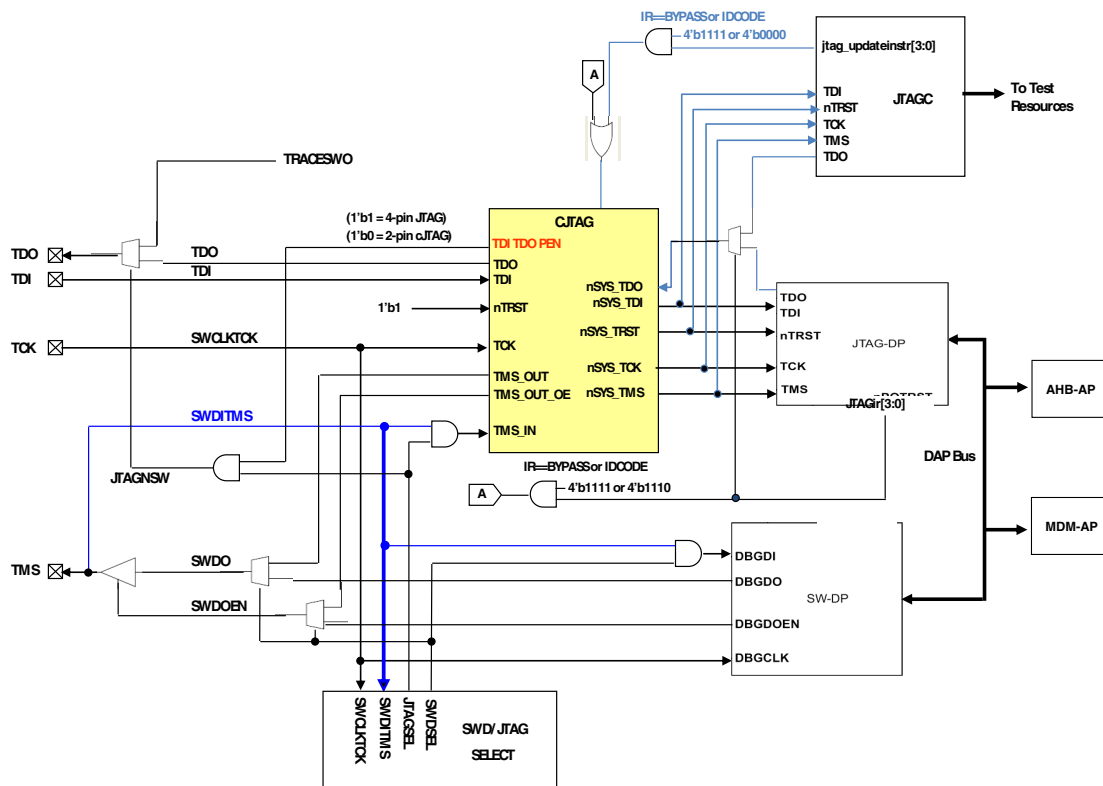 IR==BYPASS or IDCODE
4'b1111 or 4'b0000
jtag_updateinstr[3:0]
A
TDI
nTRST
TCK
TMS
TDO
JTAGC
To Test
Resources
TRACESWO
(1'b1 = 4-pin JTAG)
(1'b0 = 2-pin cJTAG)
CJTAG
TDI TDO PEN
TDO
TDO
TDO
TDI
TDI
TDI
1'b1
nTRST
nSYS_TDO
nSYS_TDI
nSYS_TRST
nSYS_TCK
nSYS_TMS
TDO
TDI
nTRST
TCK
TMS
JTAG-DP
JTAGir[3:0]
TCK
SWCLKTCK
TCK
TMS_OUT
TMS_OUT_OE
TMS_IN
SWDITMS
JTAGNSW
IR==BYPASS or IDCODE
4'b1111 or 4'b1110
A
AHB-AP
DAP Bus
MDM-AP
TMS
SWDO
SWDOEN
DBGDI
DBGDO
DBGDOEN
DBGCLK
SW-DP
SWCLKTCK
SWDITMS
JTAGSEL
SWDSEL
SWD/JTAG
SELECT